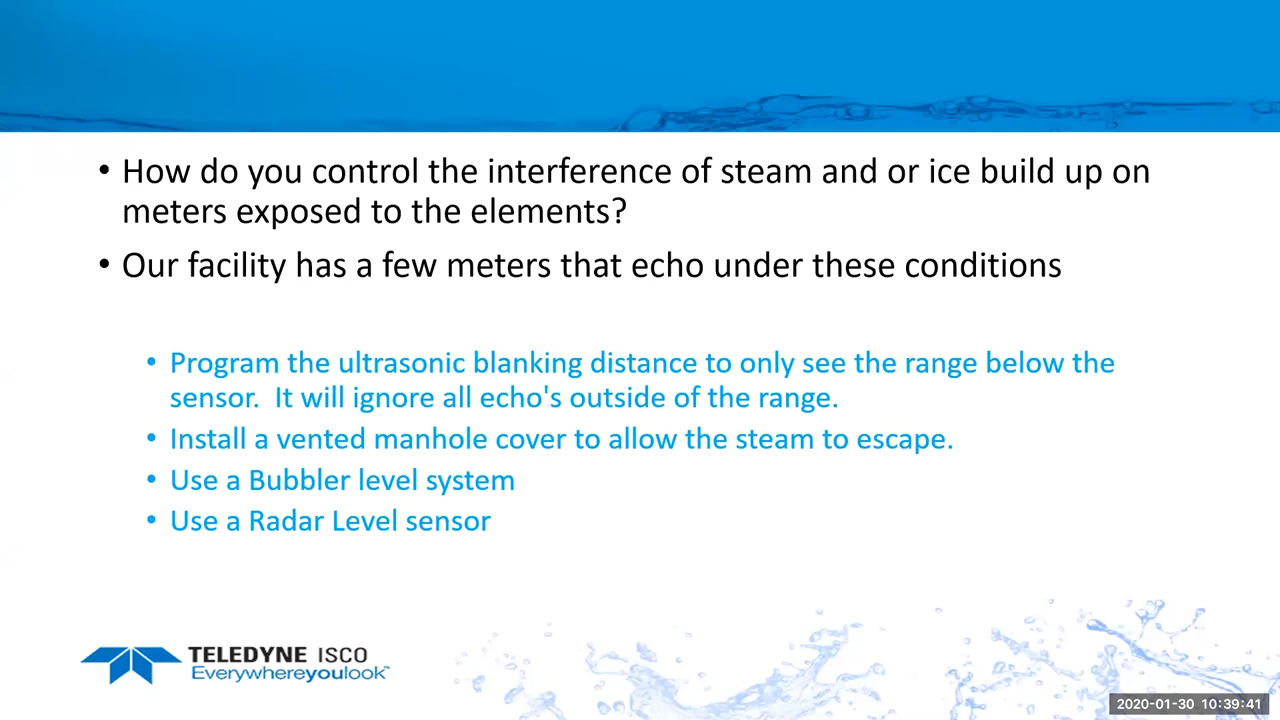 • How do you control the interference of steam and or ice build up on
meters exposed to the elements?
• Our facility has a few meters that echo under these conditions
• Program the ultrasonic blanking distance to only see the range below the
sensor.  It will ignore all echo's outside of the range.
• Install a vented manhole cover to allow the steam to escape.
• Use a Bubbler level system
• Use a Radar Level sensor
TELEDYNE ISCO
Everywhereyoulook™
2020-01-30 10:39:41